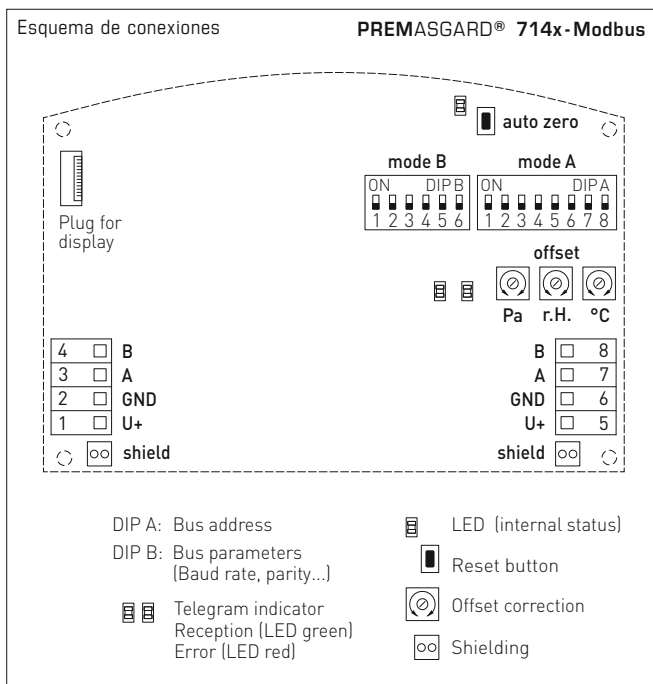 Esquema de conexiones PREMASGARD® 714x-Modbus
auto zero
mode B mode A
ON DIP B ON DIP A
1 2 3 4 5 6 1 2 3 4 5 6 7 8
Plug for
display
offset
Pa r.H. °C
4 B B 8
3 A A 7
2 GND GND 6
1 U+ U+ 5
shield shield
DIP A: Bus address
DIP B: Bus parameters
(Baud rate, parity...)
Telegram indicator
Reception (LED green)
Error (LED red)
LED (internal status)
Reset button
Offset correction
Shielding